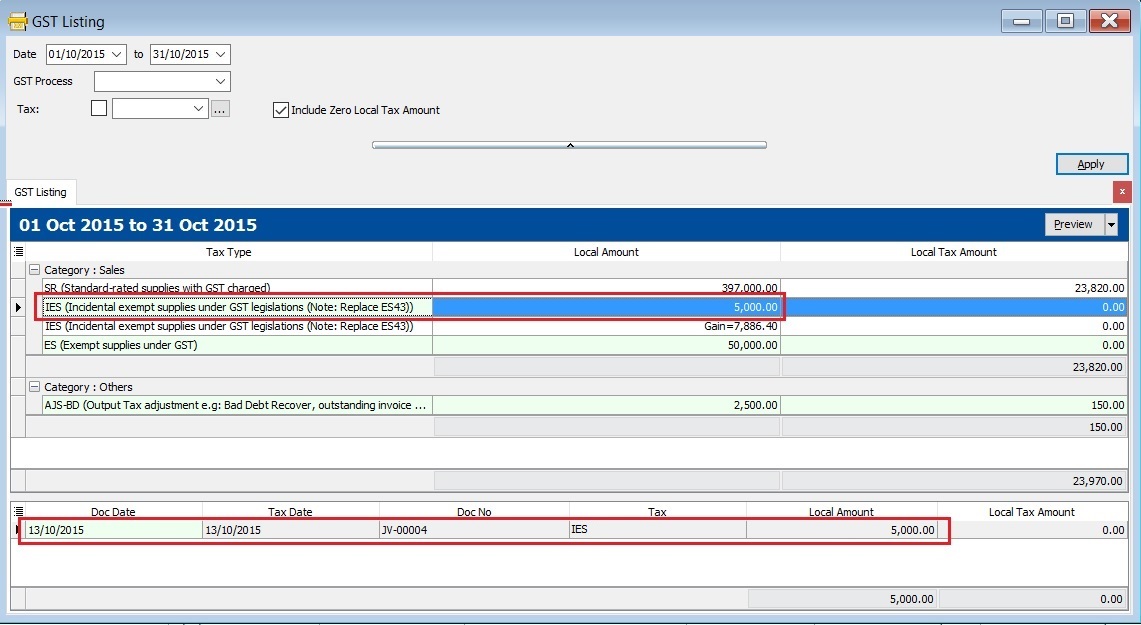 GST Listing
Date 01/10/2015 to 31/10/2015
GST Process
Tax: ... Include Zero Local Tax Amount
Apply
GST Listing x
01 Oct 2015 to 31 Oct 2015 Preview
Tax Type Local Amount Local Tax Amount
Category : Sales
SR (Standard-rated supplies with GST charged) 397,000.00 23,820.00
IES (Incidental exempt supplies under GST legislations (Note: Replace ES43)) 5,000.00 0.00
IES (Incidental exempt supplies under GST legislations (Note: Replace ES43)) Gain=7,886.40 0.00
ES (Exempt supplies under GST) 50,000.00 0.00
23,820.00
Category : Others
AJS-BD (Output Tax adjustment e.g: Bad Debt Recover, outstanding invoice ... 2,500.00 150.00
150.00
23,970.00
Doc Date Tax Date Doc No Tax Local Amount Local Tax Amount
13/10/2015 13/10/2015 JV-00004 IES 5,000.00 0.00
5,000.00 0.00